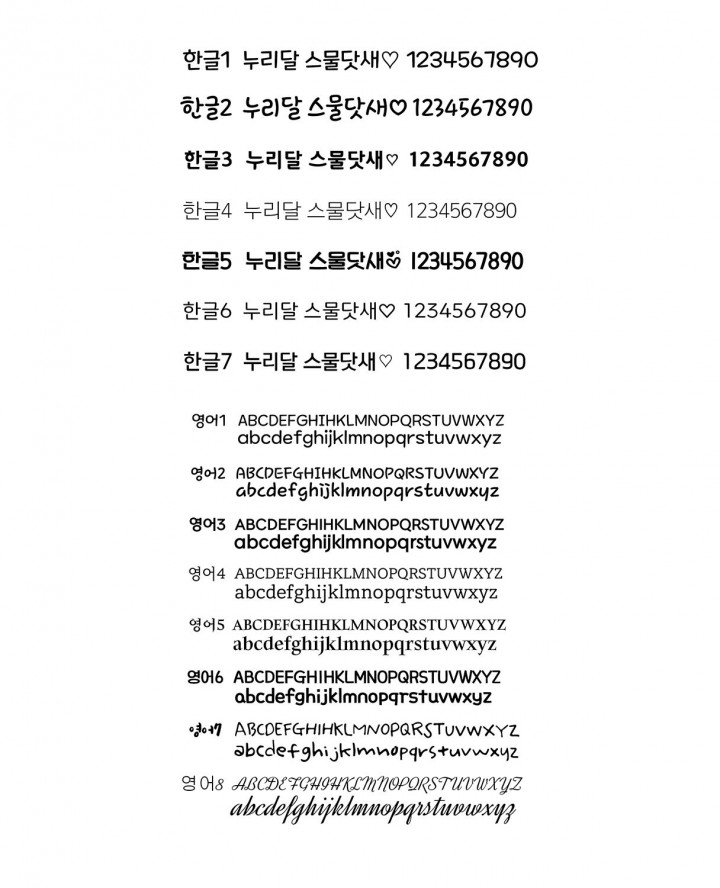 한글1 누리달 스물닷새♡ 1234567890
한글2 누리달 스물닷새♡ 1234567890
한글3 누리달 스물닷새♡ 1234567890
한글4 누리달 스물닷새♡ 1234567890
한글5 누리달 스물닷새♡ 1234567890
한글6 누리달 스물닷새♡ 1234567890
한글7 누리달 스물닷새♡ 1234567890
영어1 ABCDEFGHIHKLMNOPQRSTUVWXYZ
abcdefghijklmnopqrstuvwxyz
영어2 ABCDEFGHIHKLMNOPQRSTUVWXYZ
abcdefghijklmnopqrstuvwxyz
영어3 ABCDEFGHIHKLMNOPQRSTUVWXYZ
abcdefghijklmnopqrstuvwxyz
영어4 ABCDEFGHIHKLMNOPQRSTUVWXYZ
abcdefghijklmnopqrstuvwxyz
영어5 ABCDEFGHIHKLMNOPQRSTUVWXYZ
abcdefghijklmnopqrstuvwxyz
영어6 ABCDEFGHIHKLMNOPQRSTUVWXYZ
abcdefghijklmnopqrstuvwxyz
영어7 ABCDEFGHIHKLMNOPQRSTUVWXYZ
abcdefghijklmnopqrstuvwxyz
영어8 ABCDEFGHIHKLMNOPQRSTUVWXYZ
abcdefghijklmnopqrstuvwxyz